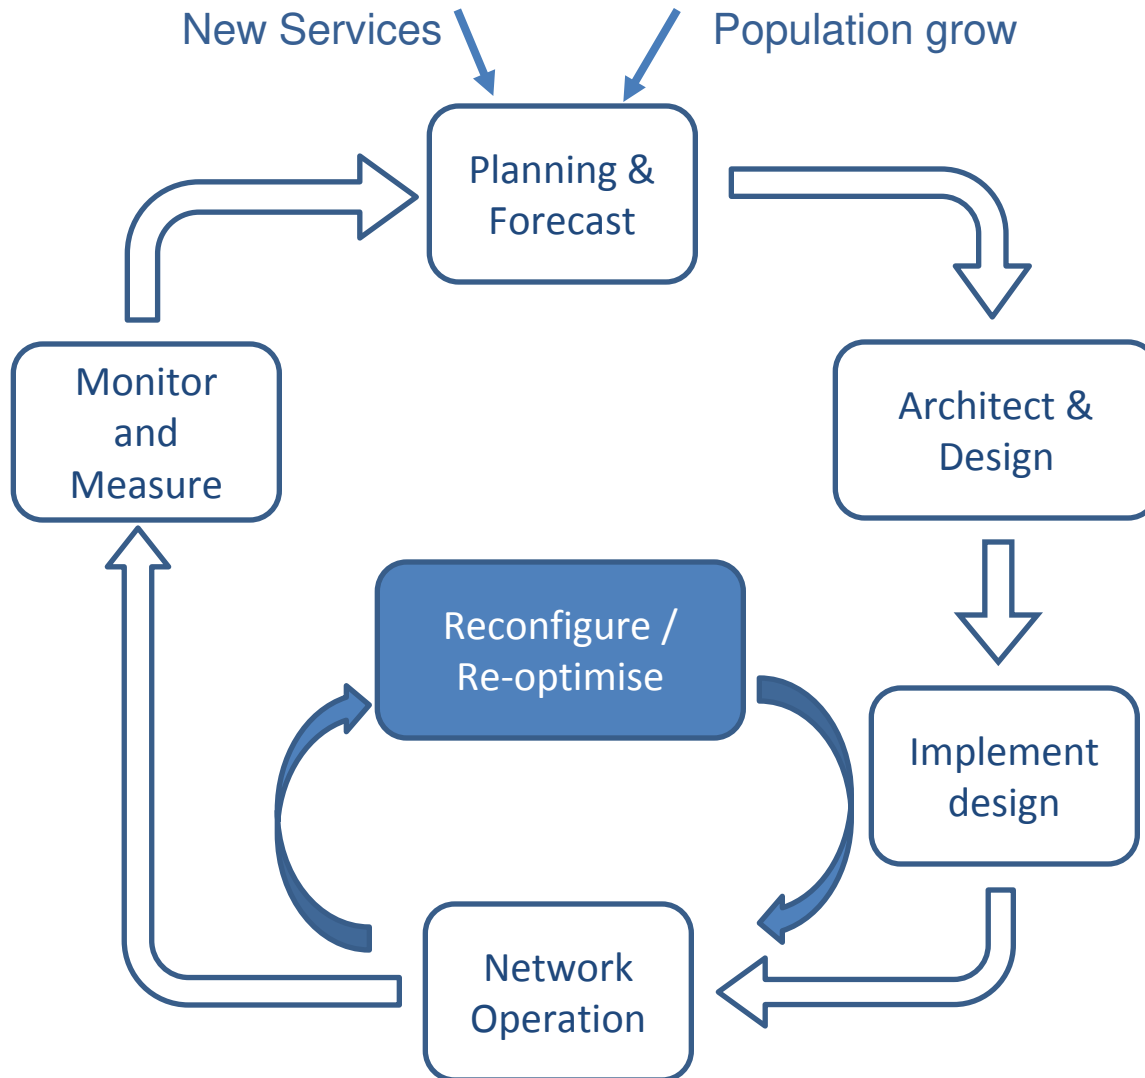 New Services
Population grow
Planning &
Forecast
Architect &
Design
Monitor
and
Measure
Reconfigure /
Re-optimise
Implement
design
Network
Operation